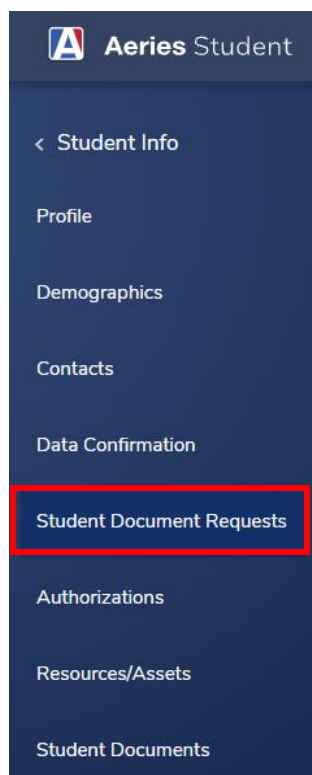 Aeries Student
< Student Info
Profile
Demographics
Contacts
Data Confirmation
Student Document Requests
Authorizations
Resources/Assets
Student Documents